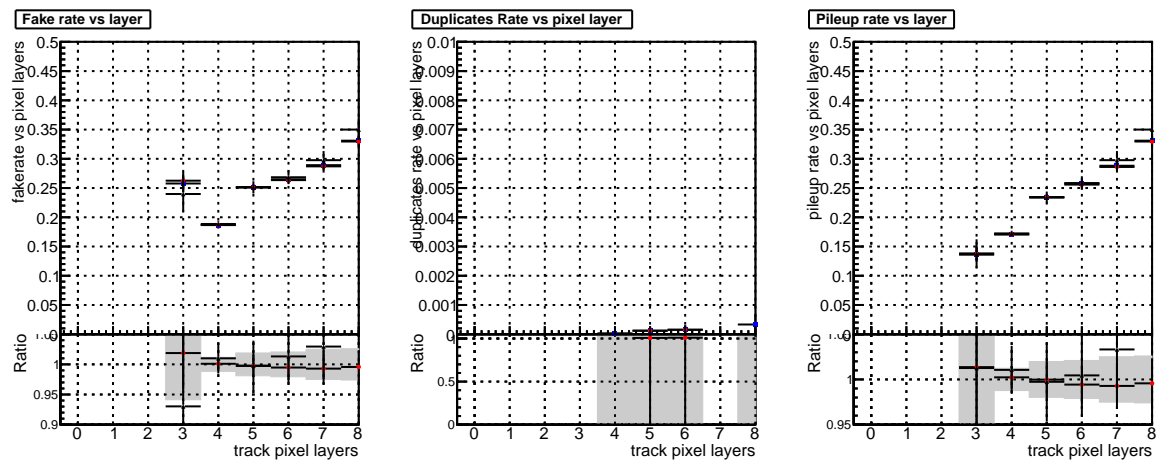 Fake rate vs layer
fakerate vs pixel layers
0.5
0.45
0.4
0.35
0.3
0.25
0.2
0.15
0.1
0.05
0
Ratio
1
0.95
0.9
0 1 2 3 4 5 6 7 8
track pixel layers
Duplicates Rate vs pixel layer
duplicates rate vs pixel layers
0.01
0.009
0.008
0.007
0.006
0.005
0.004
0.003
0.002
0.001
0
Ratio
1
0.5
0
0 1 2 3 4 5 6 7 8
track pixel layers
Pileup rate vs layer
pileup rate vs pixel layers
0.5
0.45
0.4
0.35
0.3
0.25
0.2
0.15
0.1
0.05
0
Ratio
1
0.95
0 1 2 3 4 5 6 7 8
track pixel layers